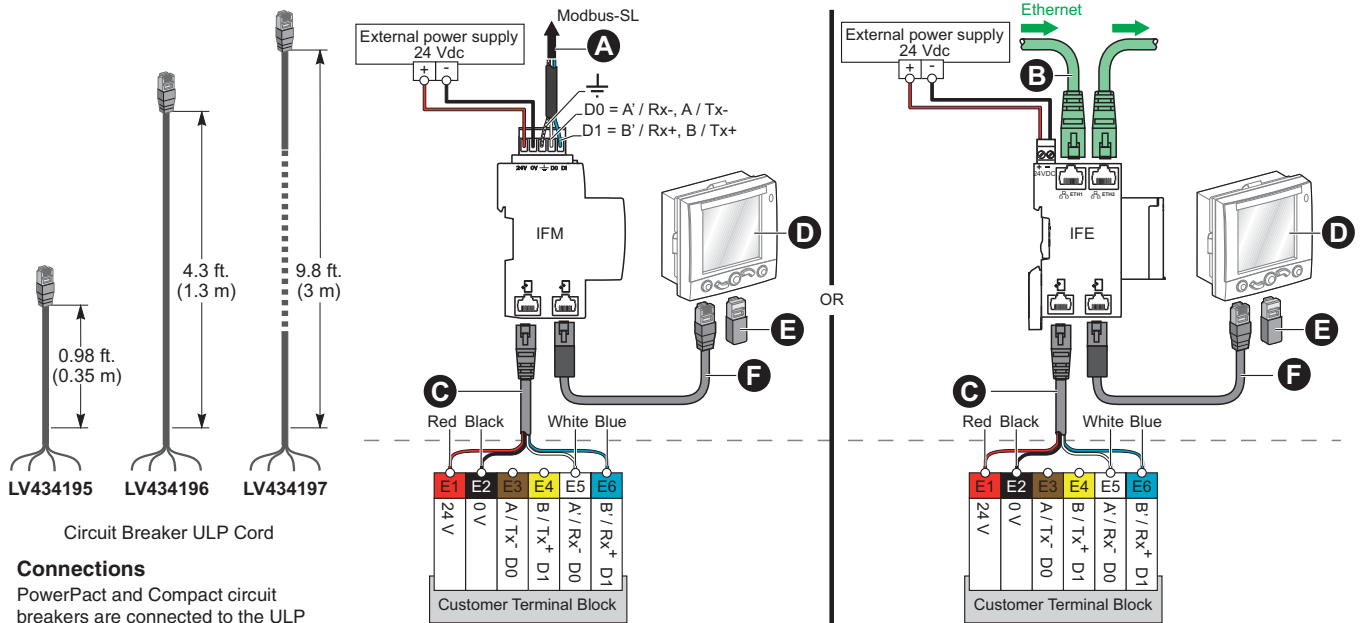 0.98 ft.
(0.35 m)
4.3 ft.
(1.3 m)
9.8 ft.
(3 m)
LV434195
LV434196
LV434197
Circuit Breaker ULP Cord
Connections
PowerPact and Compact circuit
breakers are connected to the ULP
Modbus-SL
A
External power supply
24 Vdc
+ -
D0 = A' / Rx-, A / Tx-
D1 = B' / Rx+, B / Tx+
24V 0V D0 D1
IFM
D
E
F
C
Red Black White Blue
E1 E2 E3 E4 E5 E6
24 V
0 V
A / Tx- D0
B / Tx+ D1
A' / Rx- D0
B' / Rx+ D1
Customer Terminal Block
OR
Ethernet
External power supply
24 Vdc
+ -
B
+ -
24VDC
ETH1 ETH2
IFE
D
E
F
C
Red Black White Blue
E1 E2 E3 E4 E5 E6
24 V
0 V
A / Tx- D0
B / Tx+ D1
A' / Rx- D0
B' / Rx+ D1
Customer Terminal Block